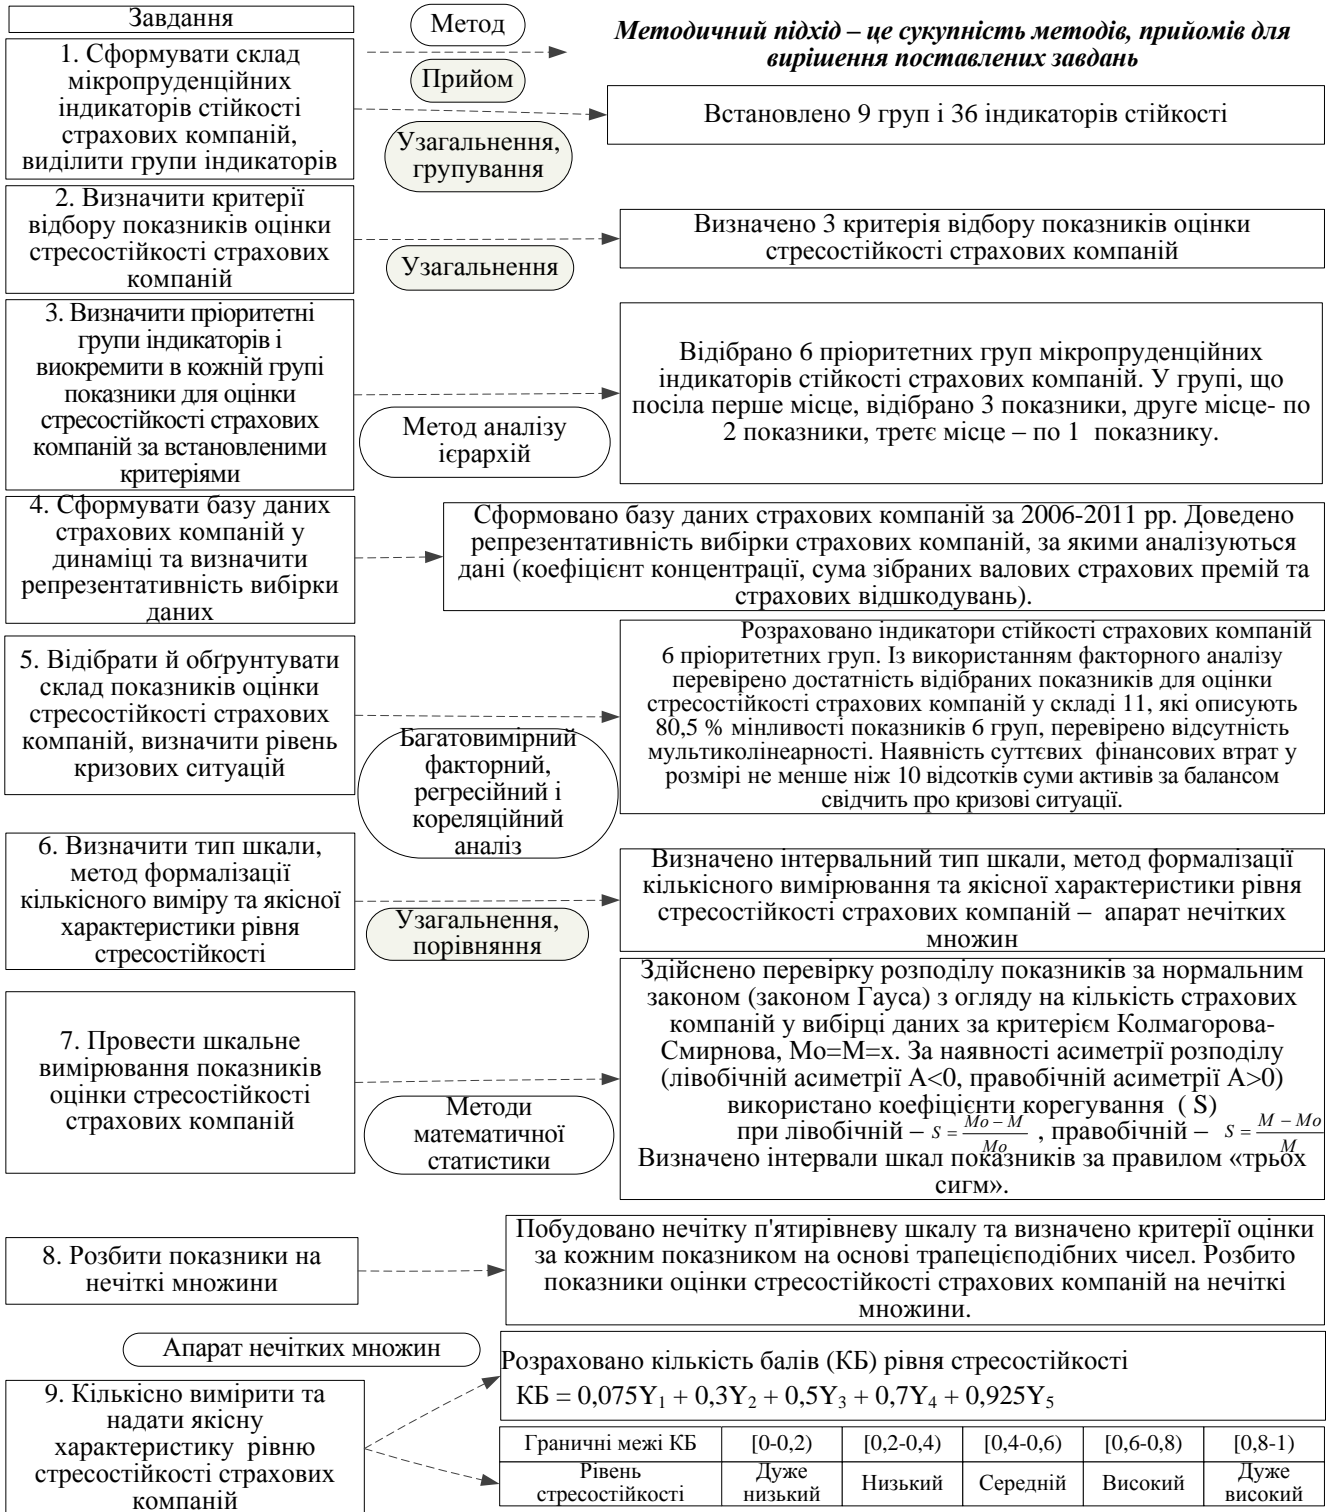 Завдання
Метод
Прийом
Методичний підхід – це сукупність методів, прийомів для
вирішення поставлених завдань
1. Сформувати склад
мікропруденційних
індикаторів стійкості
страхових компаній,
виділити групи індикаторів
Узагальнення,
групування
Встановлено 9 груп і 36 індикаторів стійкості
2. Визначити критерії
відбору показників оцінки
стресостійкості страхових
компаній
Узагальнення
Визначено 3 критерія відбору показників оцінки
стресостійкості страхових компаній
3. Визначити пріоритетні
групи індикаторів і
виокремити в кожній групі
показники для оцінки
стресостійкості страхових
компаній за встановленими
критеріями
Метод аналізу
ієрархій
Відібрано 6 пріоритетних груп мікропруденційних
індикаторів стійкості страхових компаній. У групі, що
посіла перше місце, відібрано 3 показники, друге місце- по
2 показники, третє місце – по 1 показнику.
4. Сформувати базу даних
страхових компаній у
динаміці та визначити
репрезентативність вибірки
даних
Сформовано базу даних страхових компаній за 2006-2011 рр. Доведено
репрезентативність вибірки страхових компаній, за якими аналізуються
дані (коефіцієнт концентрації, сума зібраних валових страхових премій та
страхових відшкодувань).
5. Відібрати й обґрунтувати
склад показників оцінки
стресостійкості страхових
компаній, визначити рівень
кризових ситуацій
Багатовимірний
факторний,
регресійний і
кореляційний
аналіз
Розраховано індикатори стійкості страхових компаній
6 пріоритетних груп. Із використанням факторного аналізу
перевірено достатність відібраних показників для оцінки
стресостійкості страхових компаній у складі 11, які описують
80,5 % мінливості показників 6 груп, перевірено відсутність
мультиколінеарності. Наявність суттєвих фінансових втрат у
розмірі не менше ніж 10 відсотків суми активів за балансом
свідчить про кризові ситуації.
6. Визначити тип шкали,
метод формалізації
кількісного виміру та якісної
характеристики рівня
стресостійкості
Узагальнення,
порівняння
Визначено інтервальний тип шкали, метод формалізації
кількісного вимірювання та якісної характеристики рівня
стресостійкості страхових компаній – апарат нечітких
множин
7. Провести шкальне
вимірювання показників
оцінки стресостійкості
страхових компаній
Методи
математичної
статистики
Здійснено перевірку розподілу показників за нормальним
законом (законом Гауса) з огляду на кількість страхових
компаній у вибірці даних за критерієм Колмагорова-
Смирнова, Мо=М=х. За наявності асиметрії розподілу
(лівобічній асиметрії А<0, правобічній асиметрії А>0)
використано коефіцієнти корегування ( S)
при лівобічній – S = (Mo – M)/Mo , правобічній – S = (M – Mo)/M
Визначено інтервали шкал показників за правилом «трьох
сигм».
8. Розбити показники на
нечіткі множини
Побудовано нечітку п'ятирівневу шкалу та визначено критерії оцінки
за кожним показником на основі трапецієподібних чисел. Розбито
показники оцінки стресостійкості страхових компаній на нечіткі
множини.
Апарат нечітких множин
9. Кількісно вимірити та
надати якісну
характеристику рівню
стресостійкості страхових
компаній
Розраховано кількість балів (КБ) рівня стресостійкості
КБ = 0,075Y₁ + 0,3Y₂ + 0,5Y₃ + 0,7Y₄ + 0,925Y₅
Граничні межі КБ [0-0,2) [0,2-0,4) [0,4-0,6) [0,6-0,8) [0,8-1)
Рівень
стресостійкості
Дуже
низький
Низький
Середній
Високий
Дуже
високий